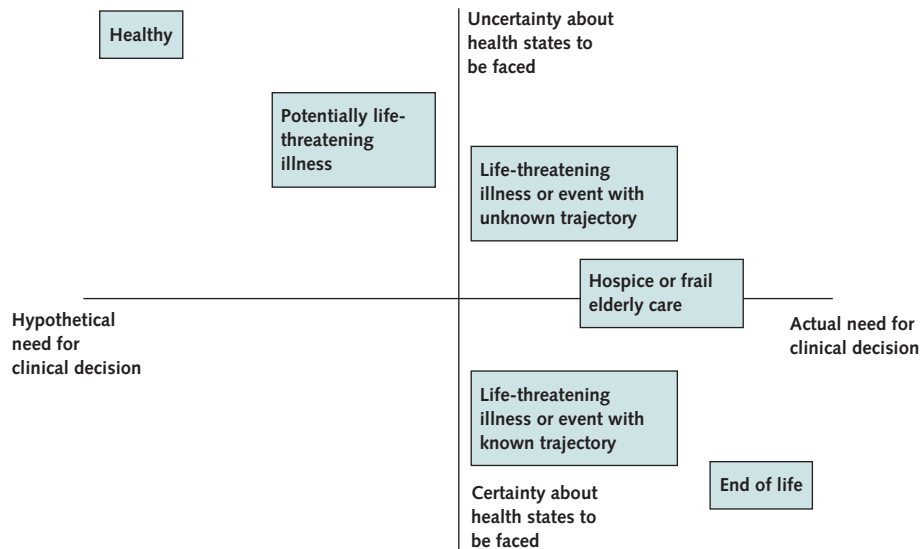 Healthy
Uncertainty about
health states to
be faced
Potentially life-
threatening
illness
Life-threatening
illness or event with
unknown trajectory
Hospice or frail
elderly care
Hypothetical
need for
clinical decision
Actual need for
clinical decision
Life-threatening
illness or event with
known trajectory
End of life
Certainty about
health states to
be faced